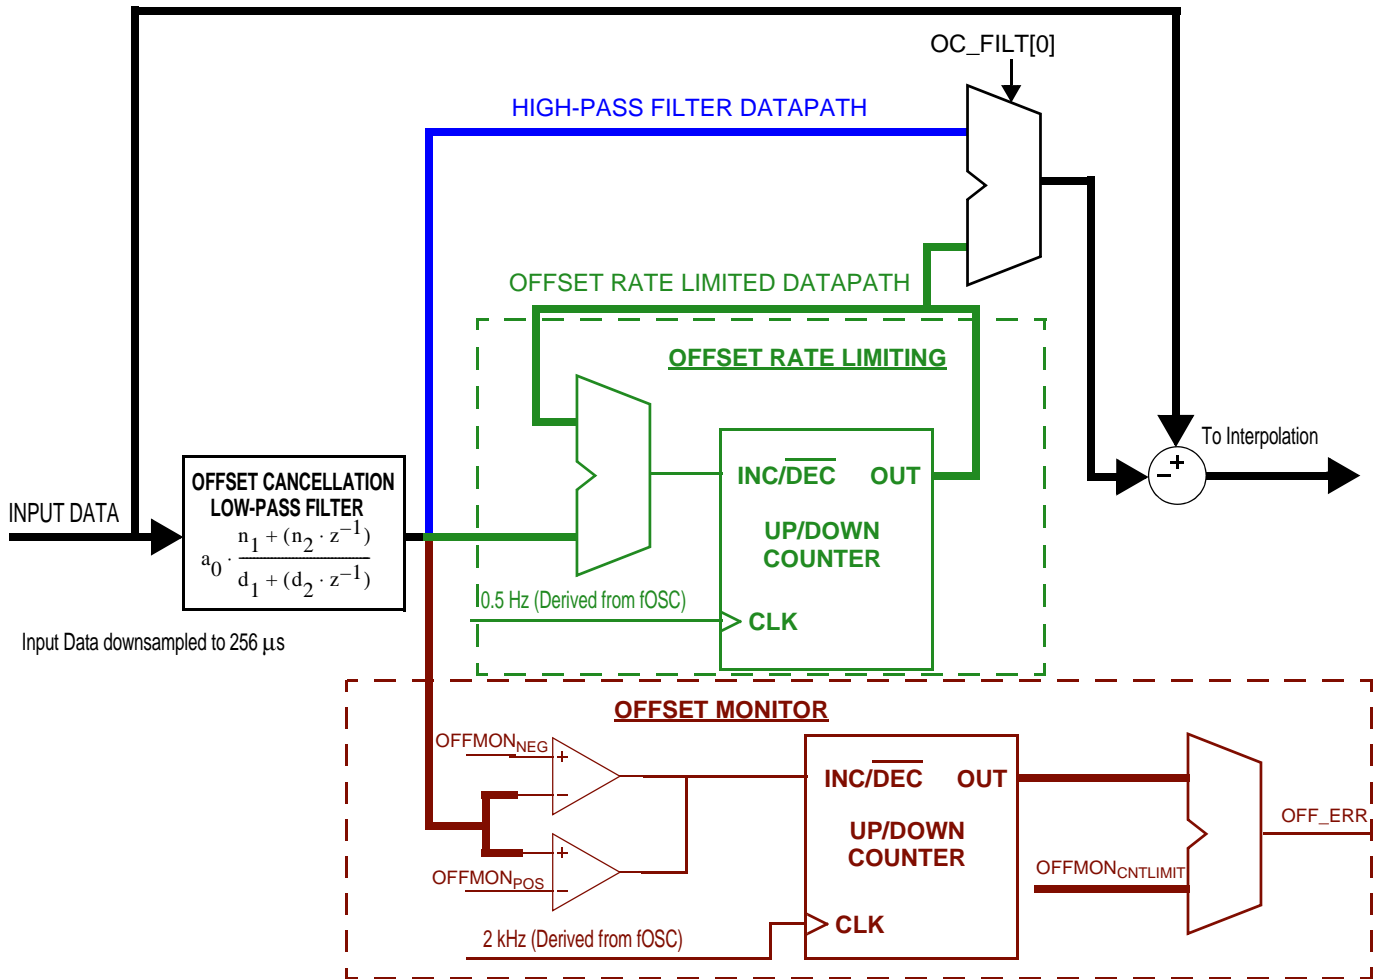 OC_FILT[0]
HIGH-PASS FILTER DATAPATH
OFFSET RATE LIMITED DATAPATH
OFFSET RATE LIMITING
INC/DEC OUT
UP/DOWN
COUNTER
0.5 Hz (Derived from fOSC)
CLK
To Interpolation
+
−
INPUT DATA
OFFSET CANCELLATION
LOW-PASS FILTER
a0 · (n1 + (n2 · z−1)) / (d1 + (d2 · z−1))
Input Data downsampled to 256 μs
OFFSET MONITOR
OFFMONNEG
+
−
+
−
OFFMONPOS
INC/DEC OUT
UP/DOWN
COUNTER
CLK
2 kHz (Derived from fOSC)
OFF_ERR
OFFMONCNTLIMIT